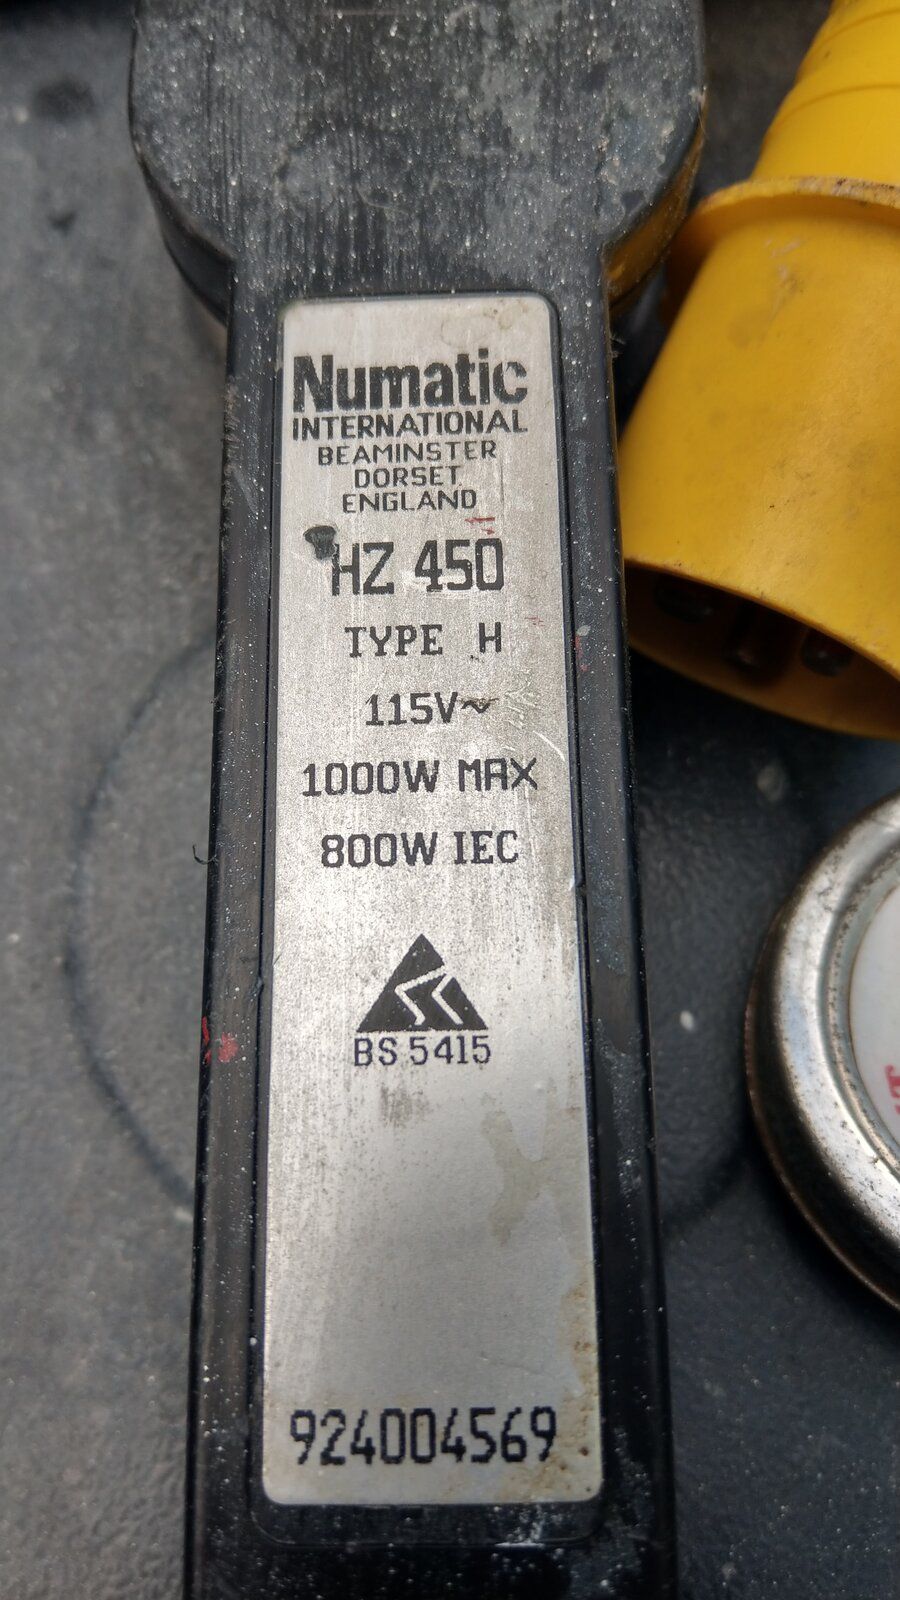 Numatic
INTERNATIONAL
BEAMINSTER
DORSET
ENGLAND
HZ 450
TYPE H
115V~
1000W MAX
800W IEC
BS 5415
924004569